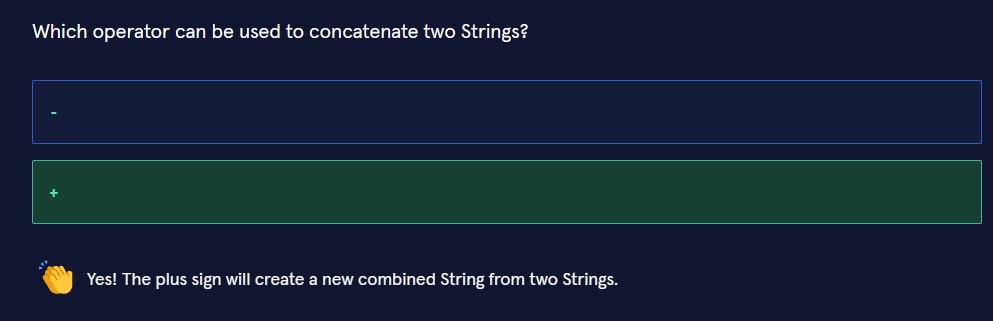 Which operator can be used to concatenate two Strings?
-
+
Yes! The plus sign will create a new combined String from two Strings.